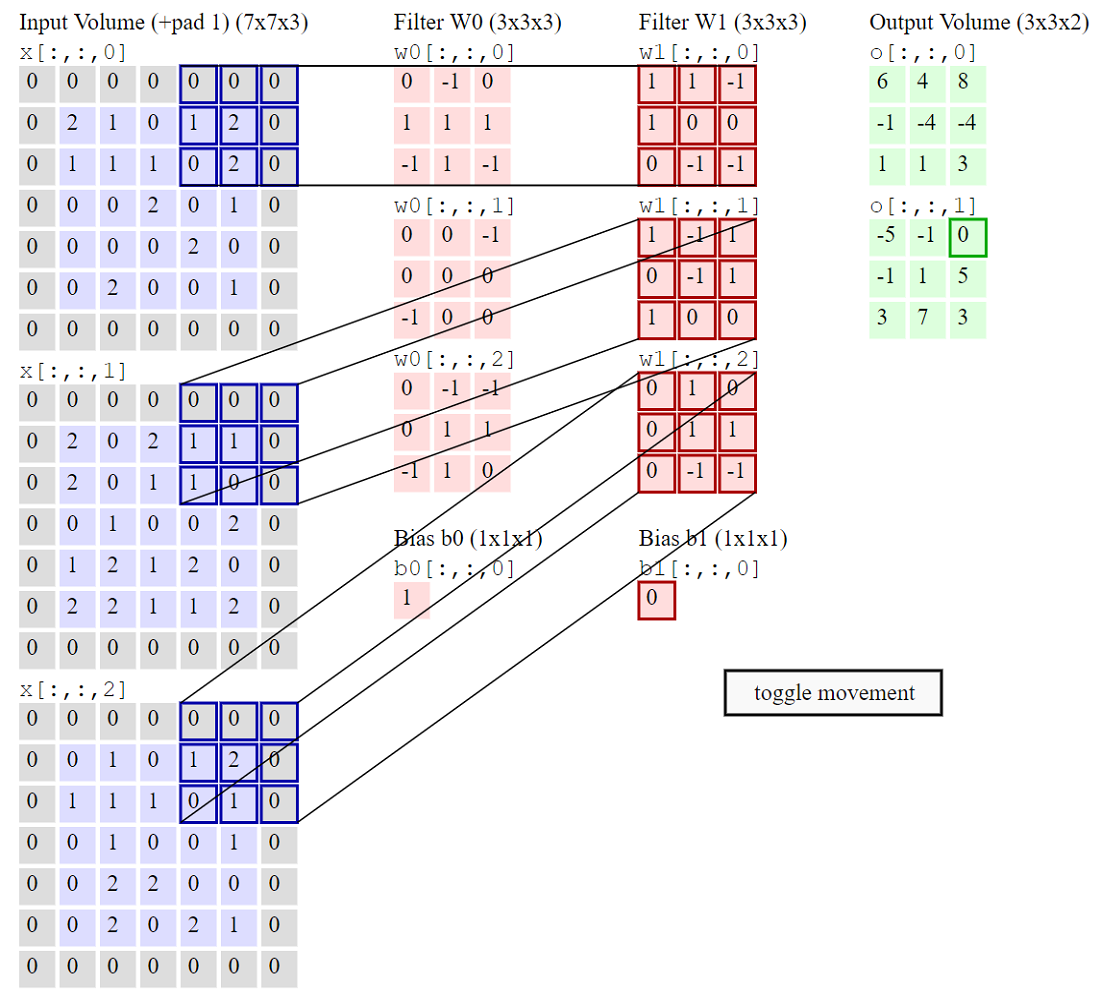 Input Volume (+pad 1) (7x7x3)
x[:,:,0]
0 0 0 0 0 0 0
0 2 1 0 1 2 0
0 1 1 1 0 2 0
0 0 0 2 0 1 0
0 0 0 0 2 0 0
0 0 2 0 0 1 0
0 0 0 0 0 0 0
x[:,:,1]
0 0 0 0 0 0 0
0 2 0 2 1 1 0
0 2 0 1 1 0 0
0 0 1 0 0 2 0
0 1 2 1 2 0 0
0 2 2 1 1 2 0
0 0 0 0 0 0 0
x[:,:,2]
0 0 0 0 0 0 0
0 0 1 0 1 2 0
0 1 1 1 0 1 0
0 0 1 0 0 1 0
0 0 2 2 0 0 0
0 0 2 0 2 1 0
0 0 0 0 0 0 0
Filter W0 (3x3x3)
w0[:,:,0]
0 -1 0
1 1 1
-1 1 -1
w0[:,:,1]
0 0 -1
0 0 0
-1 0 0
w0[:,:,2]
0 -1 -1
0 1 1
-1 1 0
Bias b0 (1x1x1)
b0[:,:,0]
1
Filter W1 (3x3x3)
w1[:,:,0]
1 1 -1
1 0 0
0 -1 -1
w1[:,:,1]
1 -1 1
0 -1 1
1 0 0
w1[:,:,2]
0 1 0
0 1 1
0 -1 -1
Bias b1 (1x1x1)
b1[:,:,0]
0
Output Volume (3x3x2)
o[:,:,0]
6 4 8
-1 -4 -4
1 1 3
o[:,:,1]
-5 -1 0
-1 1 5
3 7 3
toggle movement